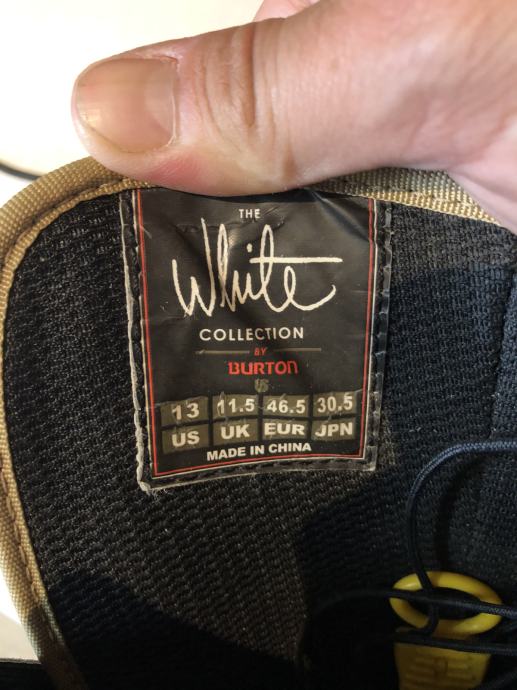 THE
White
COLLECTION
BY
BURTON
US
13 11.5 46.5 30.5
US UK EUR JPN
MADE IN CHINA